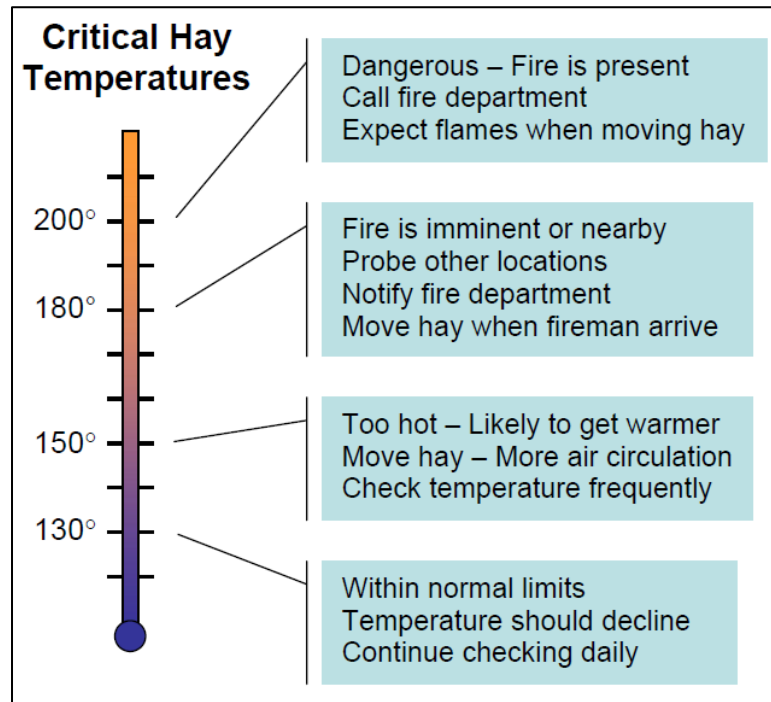 Critical Hay
Temperatures
200°
Dangerous – Fire is present
Call fire department
Expect flames when moving hay
180°
Fire is imminent or nearby
Probe other locations
Notify fire department
Move hay when fireman arrive
150°
Too hot – Likely to get warmer
Move hay – More air circulation
Check temperature frequently
130°
Within normal limits
Temperature should decline
Continue checking daily